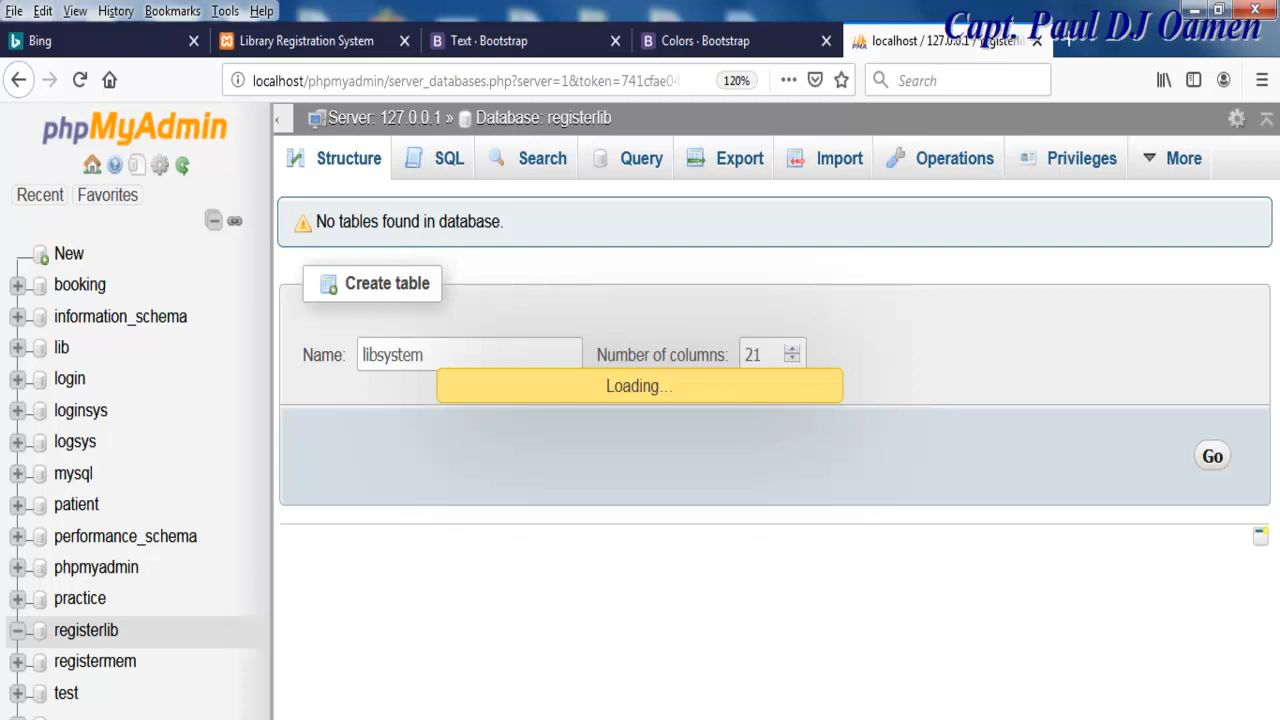 File Edit View History Bookmarks Tools Help
Capt. Paul DJ Oamen
Bing
Library Registration System
Text · Bootstrap
Colors · Bootstrap
localhost / 127.0.0.1 / registerlib
localhost/phpmyadmin/server_databases.php?server=1&token=741cfae04
120%
Search
phpMyAdmin
Recent Favorites
New
booking
information_schema
lib
login
loginsys
logsys
mysql
patient
performance_schema
phpmyadmin
practice
registerlib
registermem
test
Server: 127.0.0.1 » Database: registerlib
Structure SQL Search Query Export Import Operations Privileges More
No tables found in database.
Create table
Name: libsystem Number of columns: 21
Loading...
Go